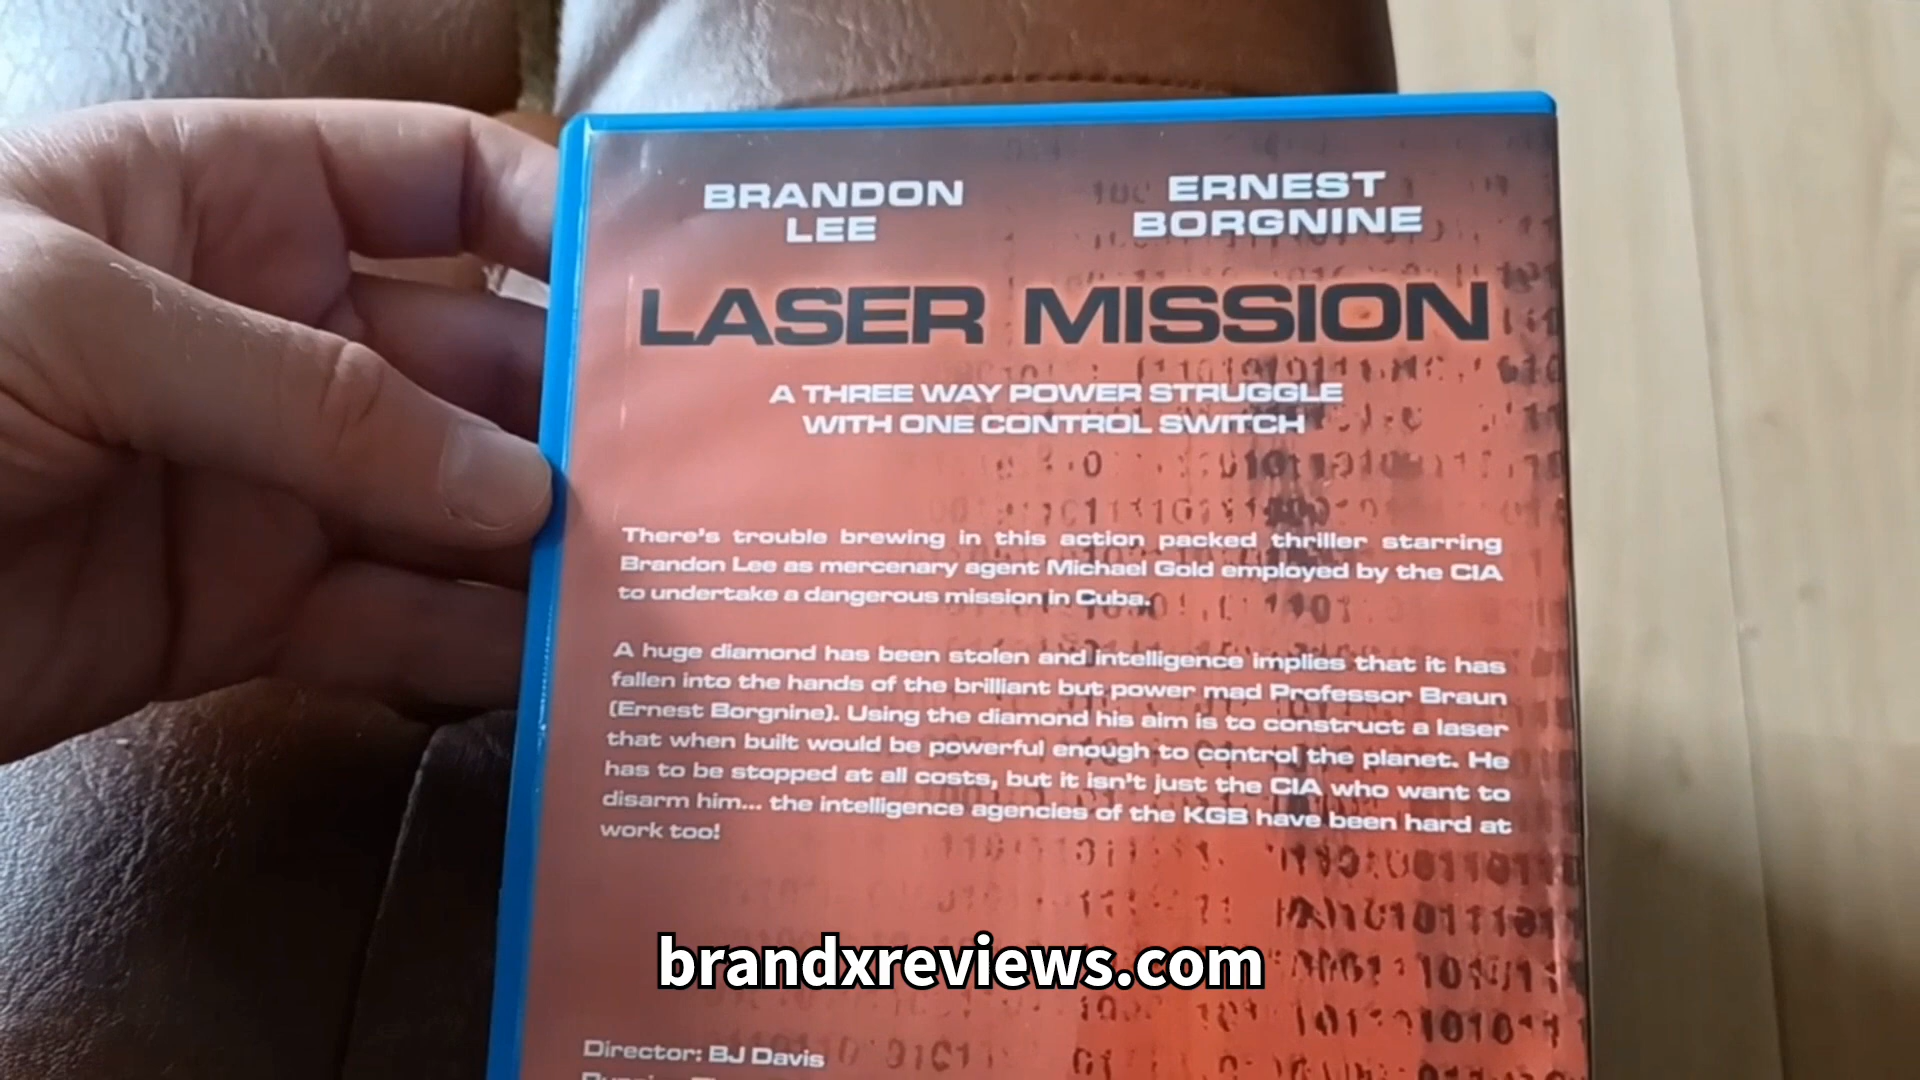 BRANDON
LEE
ERNEST
BORGNINE
LASER MISSION
A THREE WAY POWER STRUGGLE
WITH ONE CONTROL SWITCH
There's trouble brewing in this action packed thriller starring
Brandon Lee as mercenary agent Michael Gold employed by the CIA
to undertake a dangerous mission in Cuba.
A huge diamond has been stolen and intelligence implies that it has
fallen into the hands of the brilliant but power mad Professor Braun
(Ernest Borgnine). Using the diamond his aim is to construct a laser
that when built would be powerful enough to control the planet. He
has to be stopped at all costs, but it isn't just the CIA who want to
disarm him... the intelligence agencies of the KGB have been hard at
work too!
brandxreviews.com
Director: BJ Davis